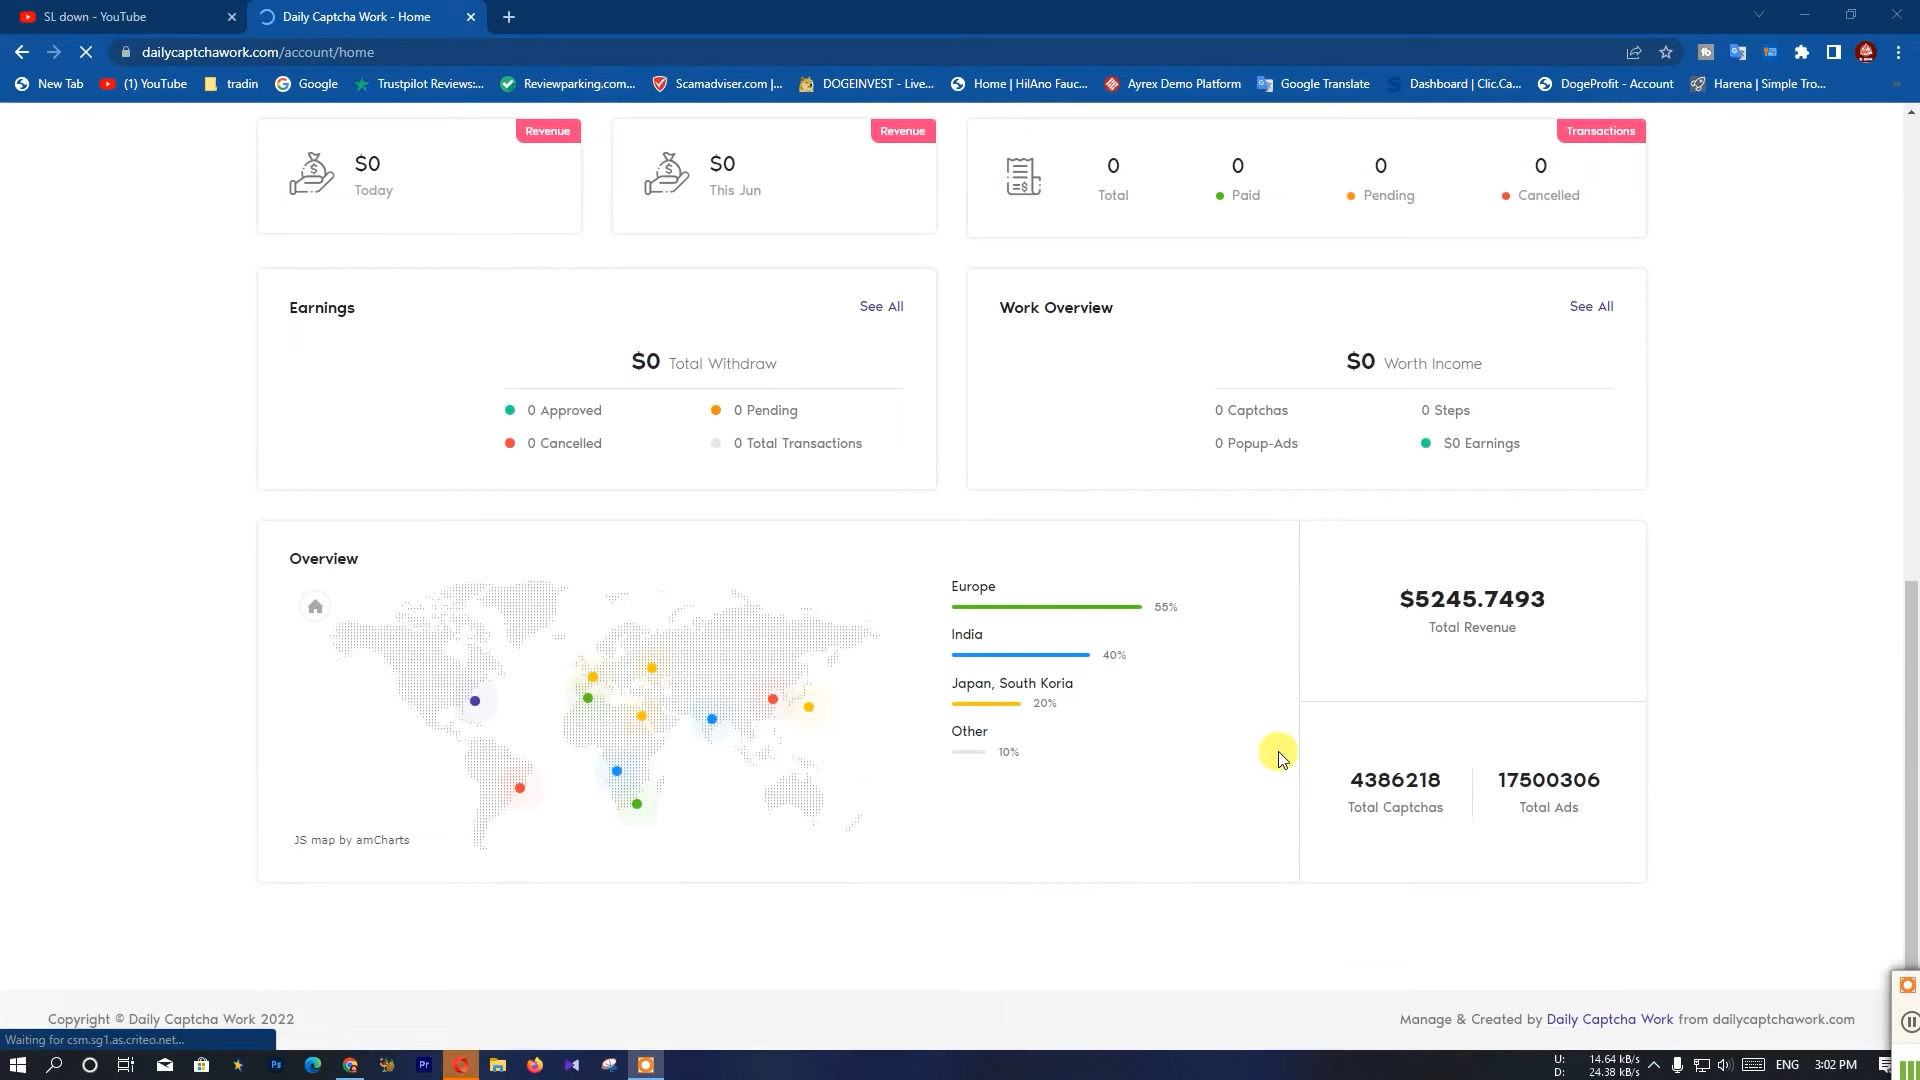 SL down - YouTube
Daily Captcha Work - Home
dailycaptchawork.com/account/home
New Tab
(1) YouTube
tradin
Google
Trustpilot Reviews:...
Reviewparking.com...
Scamadviser.com |...
DOGEINVEST - Live...
Home | HilAno Fauc...
Ayrex Demo Platform
Google Translate
Dashboard | Clic.Ca...
DogeProfit - Account
Harena | Simple Tro...
Revenue
$0
Today
Revenue
$0
This Jun
Transactions
0 0 0 0
Total Paid Pending Cancelled
Earnings
See All
$0 Total Withdraw
0 Approved 0 Pending
0 Cancelled 0 Total Transactions
Work Overview
See All
$0 Worth Income
0 Captchas 0 Steps
0 Popup-Ads $0 Earnings
Overview
JS map by amCharts
Europe
55%
India
40%
Japan, South Koria
20%
Other
10%
$5245.7493
Total Revenue
4386218 17500306
Total Captchas Total Ads
Copyright © Daily Captcha Work 2022
Manage & Created by Daily Captcha Work from dailycaptchawork.com
Waiting for csm.sg1.as.criteo.net...
Ps
Pr
U: 14.64 kB/s
D: 24.38 kB/s
ENG
3:02 PM